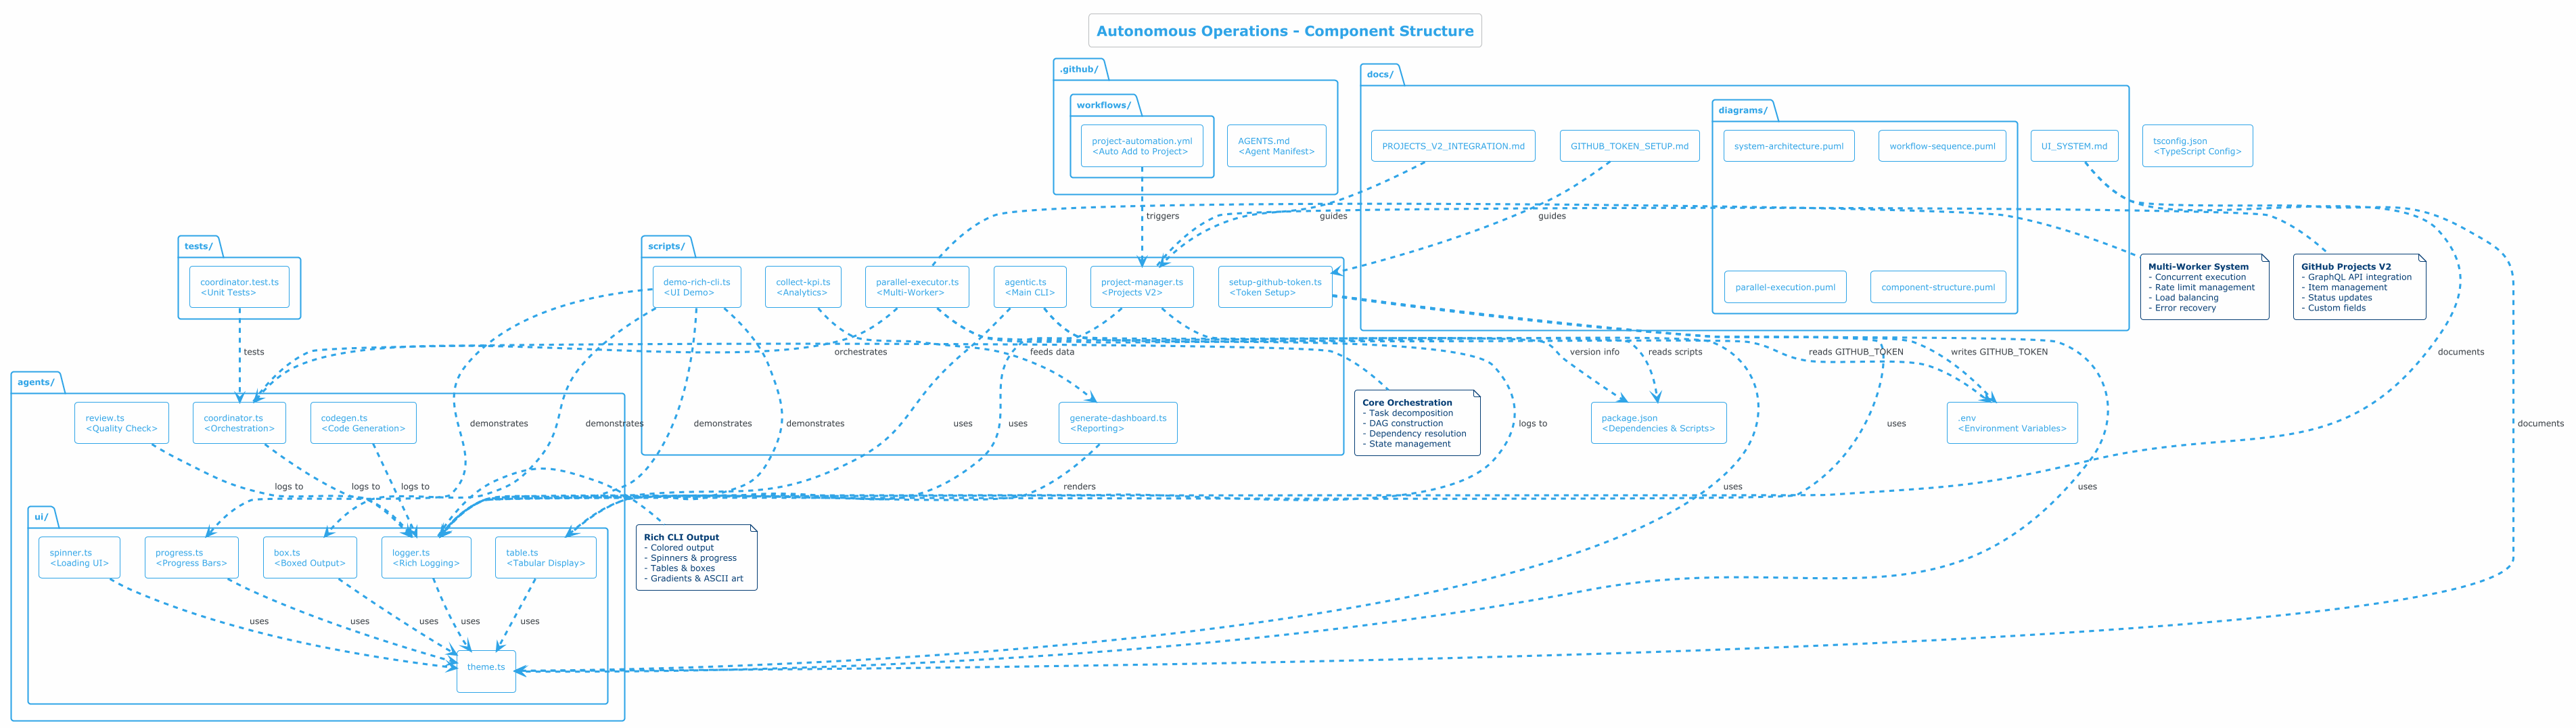 Autonomous Operations - Component Structure
.github/
workflows/
project-automation.yml
<Auto Add to Project>
AGENTS.md
<Agent Manifest>
docs/
PROJECTS_V2_INTEGRATION.md
GITHUB_TOKEN_SETUP.md
diagrams/
system-architecture.puml
workflow-sequence.puml
parallel-execution.puml
component-structure.puml
UI_SYSTEM.md
tsconfig.json
<TypeScript Config>
triggers
guides
guides
tests/
coordinator.test.ts
<Unit Tests>
scripts/
demo-rich-cli.ts
<UI Demo>
collect-kpi.ts
<Analytics>
parallel-executor.ts
<Multi-Worker>
agentic.ts
<Main CLI>
project-manager.ts
<Projects V2>
setup-github-token.ts
<Token Setup>
Multi-Worker System
- Concurrent execution
- Rate limit management
- Load balancing
- Error recovery
GitHub Projects V2
- GraphQL API integration
- Item management
- Status updates
- Custom fields
tests
orchestrates
feeds data
version info
reads scripts
reads GITHUB_TOKEN
writes GITHUB_TOKEN
documents
agents/
review.ts
<Quality Check>
coordinator.ts
<Orchestration>
codegen.ts
<Code Generation>
demonstrates
demonstrates
demonstrates
demonstrates
uses
uses
generate-dashboard.ts
<Reporting>
Core Orchestration
- Task decomposition
- DAG construction
- Dependency resolution
- State management
logs to
package.json
<Dependencies & Scripts>
uses
.env
<Environment Variables>
documents
logs to
logs to
logs to
renders
uses
uses
ui/
spinner.ts
<Loading UI>
progress.ts
<Progress Bars>
box.ts
<Boxed Output>
logger.ts
<Rich Logging>
table.ts
<Tabular Display>
Rich CLI Output
- Colored output
- Spinners & progress
- Tables & boxes
- Gradients & ASCII art
uses
uses
uses
uses
uses
theme.ts